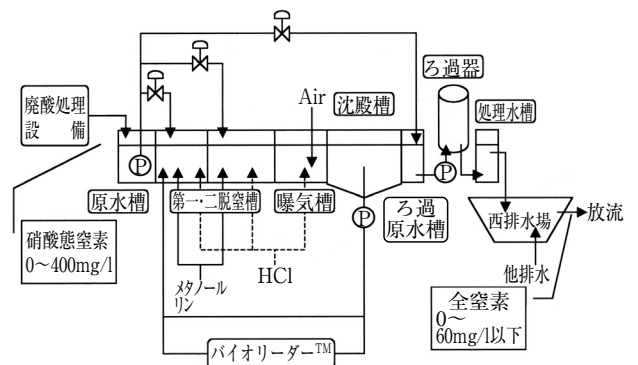 ろ過器
廃酸処理
設　備
Air
沈殿槽
処理水槽
P
P
原水槽
第一・二脱窒槽
曝気槽
P
ろ過
原水槽
西排水場
放流
硝酸態窒素
0〜400mg/l
メタノール
リン
HCl
他排水
全窒素
0〜
60mg/l以下
バイオリーダー™